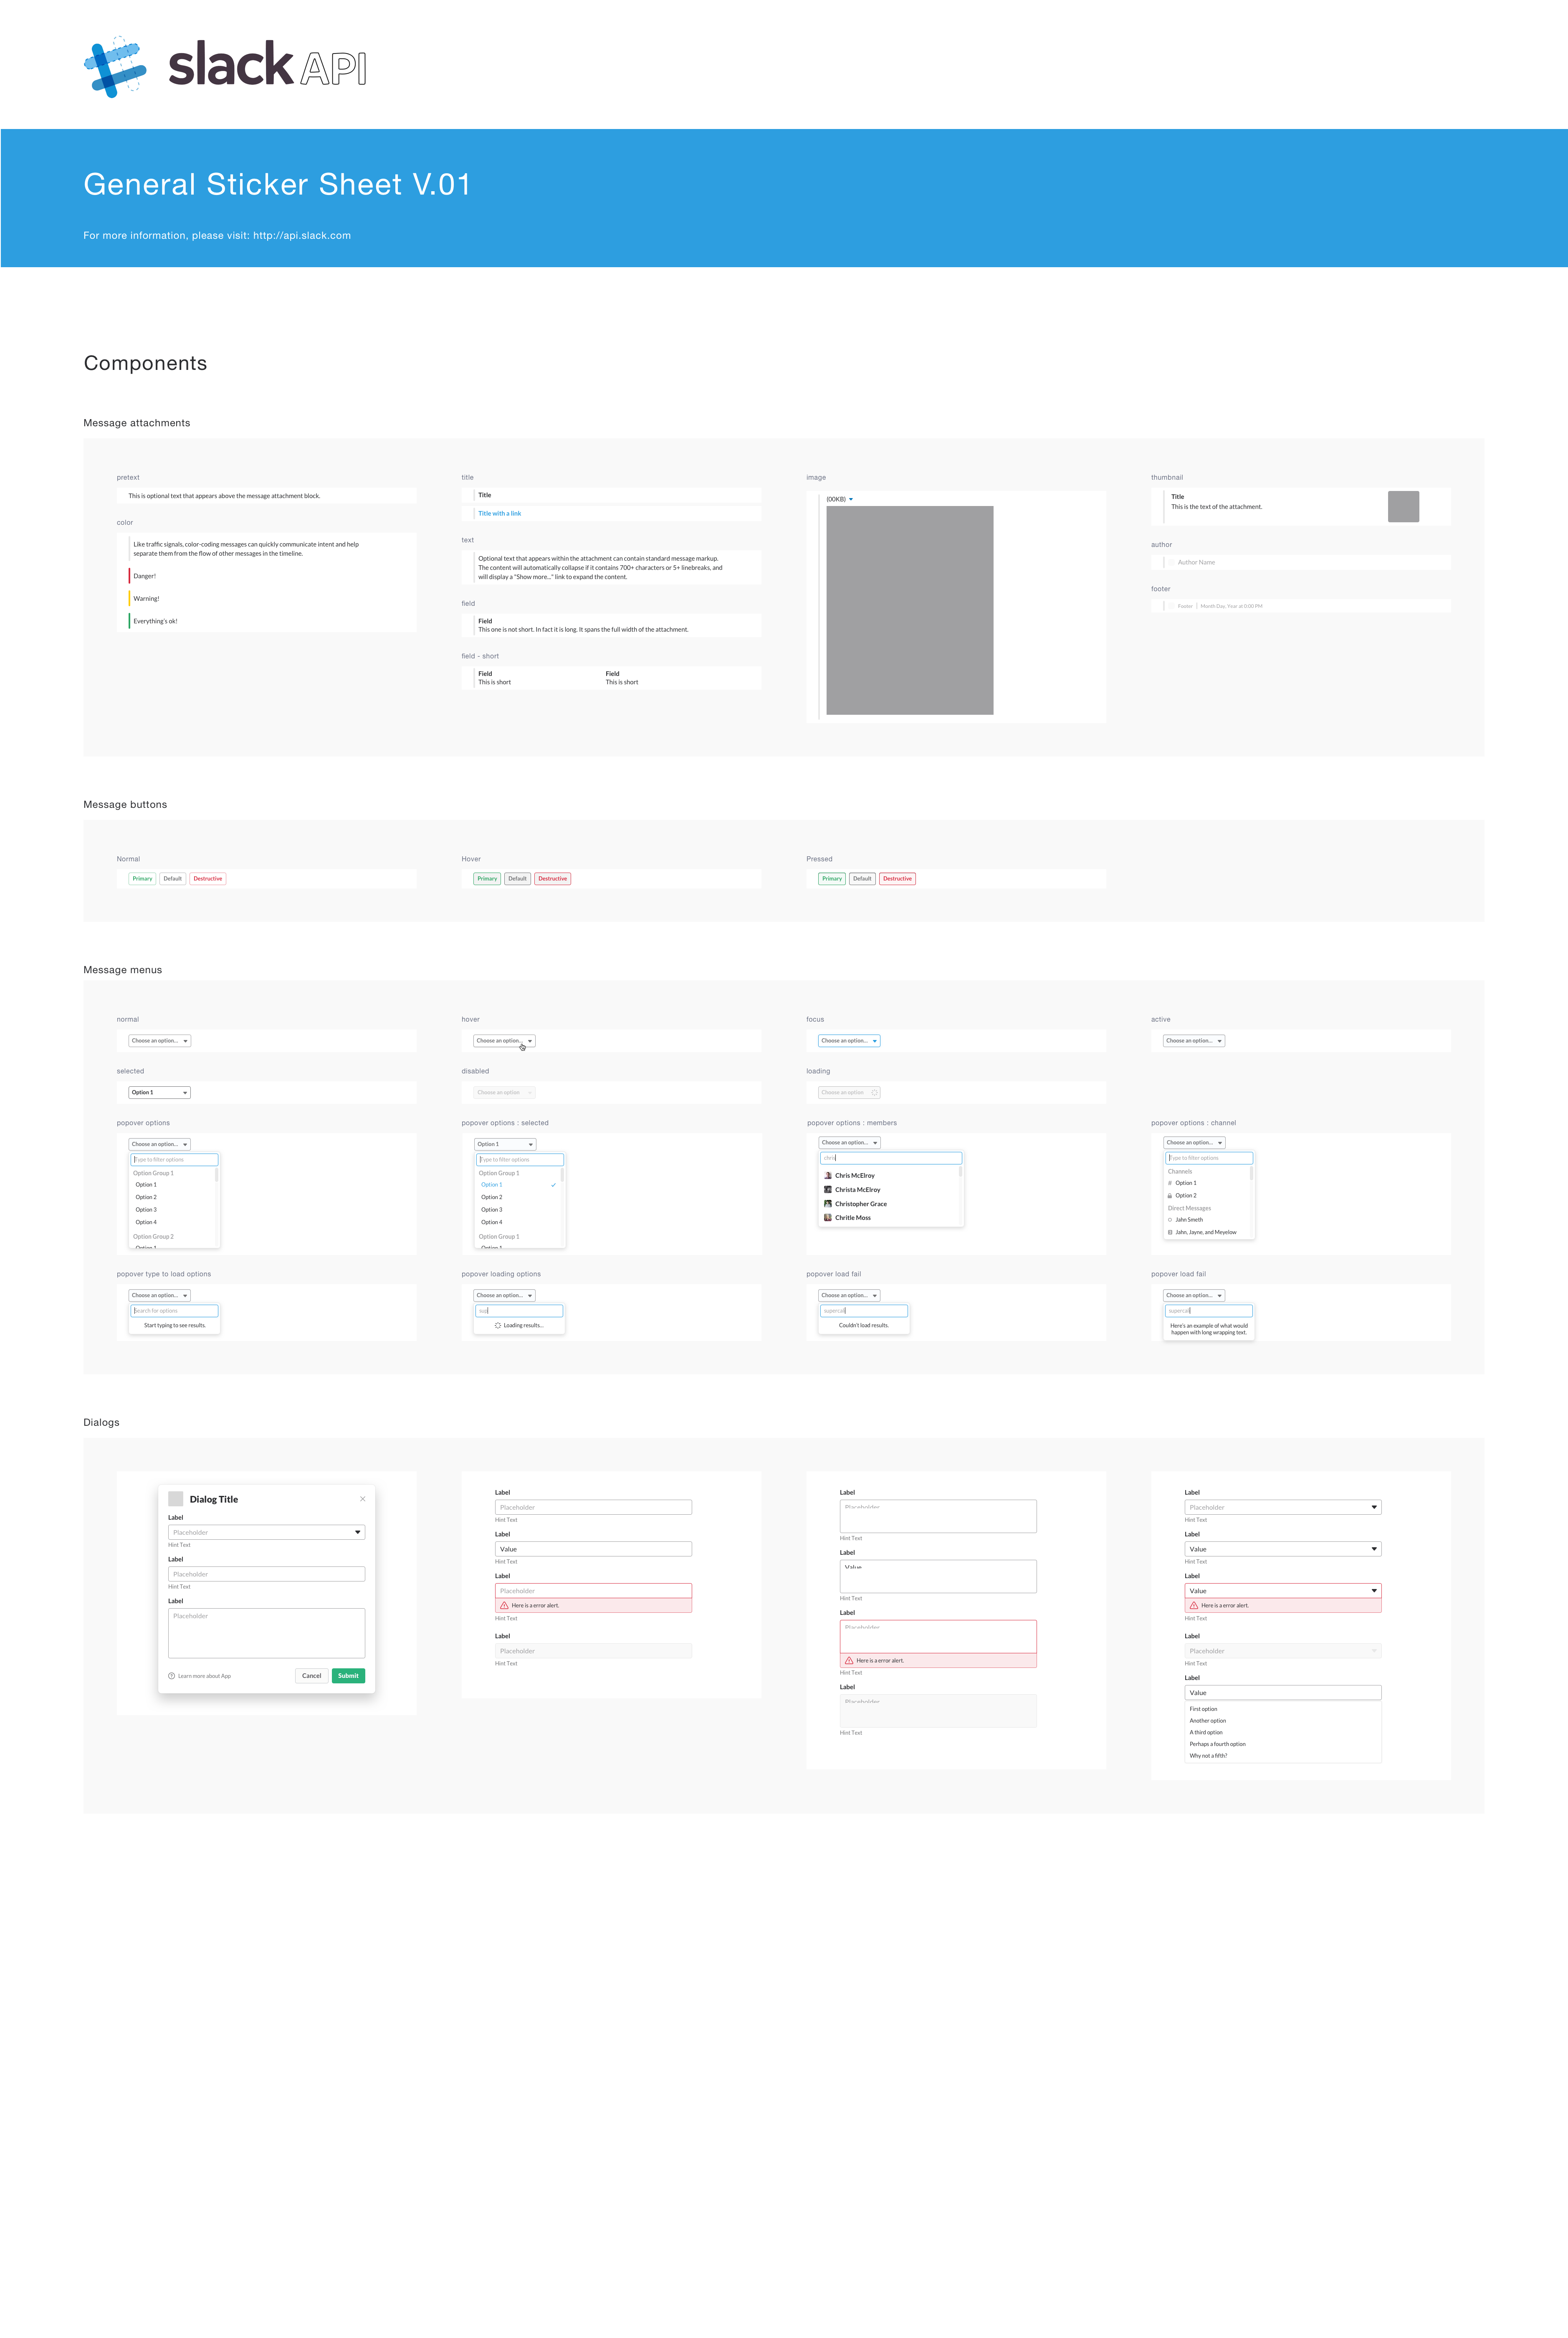 slack API
General Sticker Sheet V.01
For more information, please visit: http://api.slack.com
Components
Message attachments
pretext
This is optional text that appears above the message attachment block.
color
Like traffic signals, color-coding messages can quickly communicate intent and help
separate them from the flow of other messages in the timeline.
Danger!
Warning!
Everything's ok!
title
Title
Title with a link
text
Optional text that appears within the attachment can contain standard message markup.
The content will automatically collapse if it contains 700+ characters or 5+ linebreaks, and
will display a "Show more..." link to expand the content.
field
Field
This one is not short. In fact it is long. It spans the full width of the attachment.
field - short
Field
This is short
Field
This is short
image
(00KB)
thumbnail
Title
This is the text of the attachment.
author
Author Name
footer
Footer | Month Day. Year at 0:00 PM
Message buttons
Normal
Primary Default Destructive
Hover
Primary Default Destructive
Pressed
Primary Default Destructive
Message menus
normal
Choose an option...
hover
Choose an option...
focus
Choose an option...
active
Choose an option...
selected
Option 1
disabled
Choose an option
loading
Choose an option
popover options
Choose an option...
Type to filter options
Option Group 1
Option 1
Option 2
Option 3
Option 4
Option Group 2
Option 1
popover options : selected
Option 1
Type to filter options
Option Group 1
Option 1
Option 2
Option 3
Option 4
Option Group 1
Option 1
popover options : members
Choose an option...
chris
Chris McElroy
Christa McElroy
Christopher Grace
Chritie Moss
popover options : channel
Choose an option...
Type to filter options
Channels
# Option 1
Option 2
Direct Messages
Jahn Smeth
Jahn, Jayne, and Meyelow
popover type to load options
Choose an option...
Search for options
Start typing to see results.
popover loading options
Choose an option...
sup
Loading results...
popover load fail
Choose an option...
supercali
Couldn't load results.
popover load fail
Choose an option...
supercali
Here's an example of what would
happen with long wrapping text.
Dialogs
Dialog Title
Label
Placeholder
Hint Text
Label
Placeholder
Hint Text
Label
Placeholder
Learn more about App
Cancel
Submit
Label
Placeholder
Hint Text
Label
Value
Hint Text
Label
Placeholder
Here is a error alert.
Hint Text
Label
Placeholder
Hint Text
Label
Placeholder
Hint Text
Label
Value
Hint Text
Label
Placeholder
Here is a error alert.
Hint Text
Label
Placeholder
Hint Text
Label
Placeholder
Hint Text
Label
Value
Hint Text
Label
Value
Here is a error alert.
Hint Text
Label
Placeholder
Hint Text
Label
Value
First option
Another option
A third option
Perhaps a fourth option
Why not a fifth?